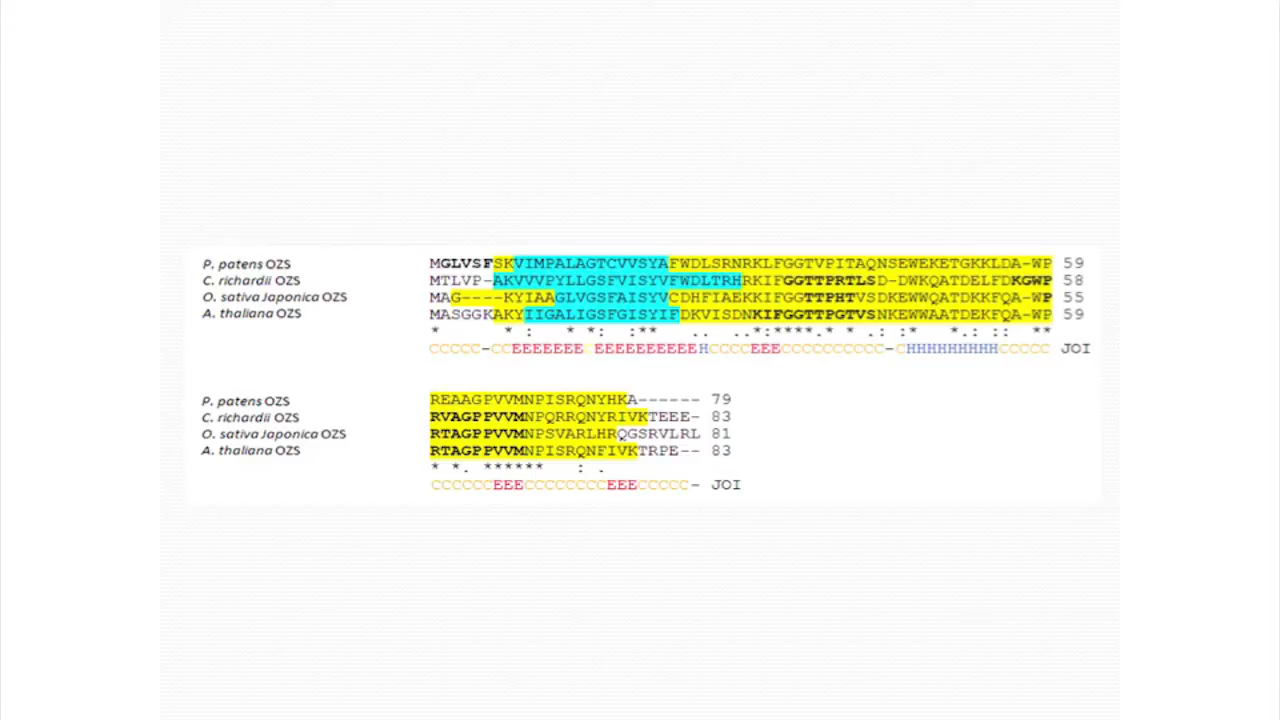 P. patens OZS MGLVSFSKVIMPALAGTCVVSYAFWDLSRNRKLFGGTVPITAQNSEWEKETGKKLDA-WP 59
C. richardii OZS MTLVP-AKVVVPYLLGSFVISYVFWDLTRHRKIFGGTTPRTLSD-DWKQATDELFDKGWP 58
O. sativa Japonica OZS MAG----KYIAAGLVGSFAISYVCDHFIAEKKIFGGTTPHTVSDKEWWQATDKKFQA-WP 55
A. thaliana OZS MASGGKAKYIIGALIGSFGISYIFDKVISDNKIFGGTTPGTVSNKEWWAATDEKFQA-WP 59
* * : * * : :** .. ..*:****.* * .: :* *.: :: **
CCCCC-CCEEEEEEE EEEEEEEEEEHCCCCEEECCCCCCCCCC-CHHHHHHHHHCCCCC JOI
P. patens OZS REAAGPVVMNPISRQNYHKA------ 79
C. richardii OZS RVAGPPVVMNPQRRQNYRIVKTEEE- 83
O. sativa Japonica OZS RTAGPPVVMNPSVARLHRQGSRVLRL 81
A. thaliana OZS RTAGPPVVMNPISRQNFIVKTRPE-- 83
* *. ****** : .
CCCCCCEEECCCCCCCCEEECCCCC- JOI